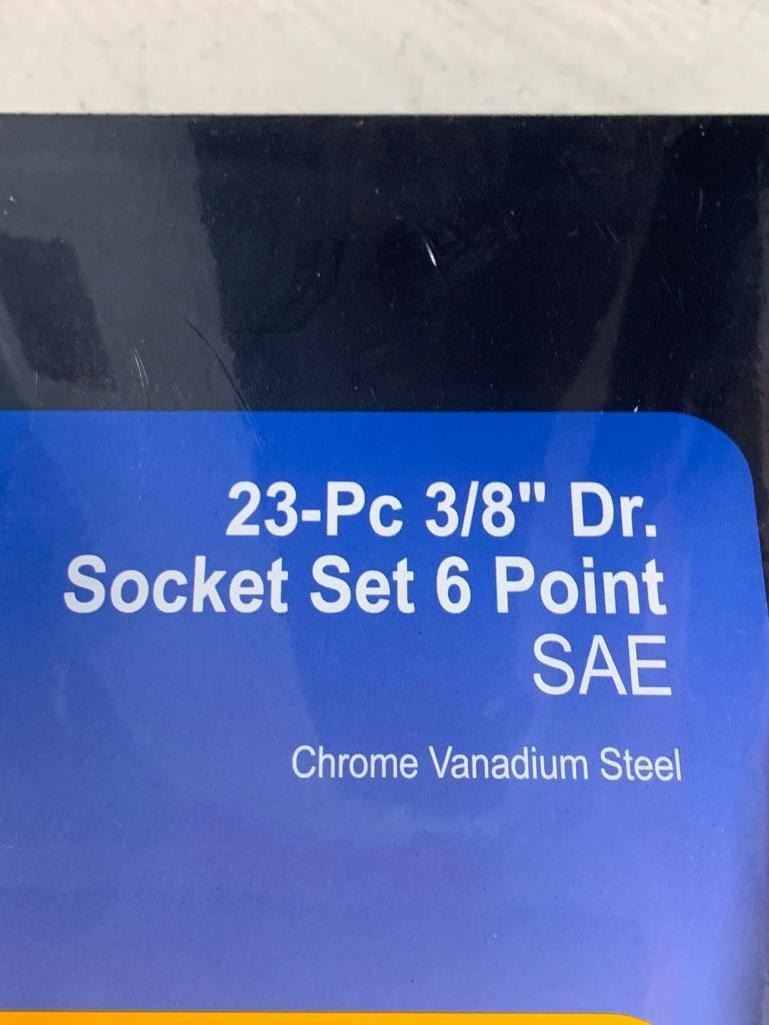 23-Pc 3/8" Dr.
Socket Set 6 Point
SAE
Chrome Vanadium Steel